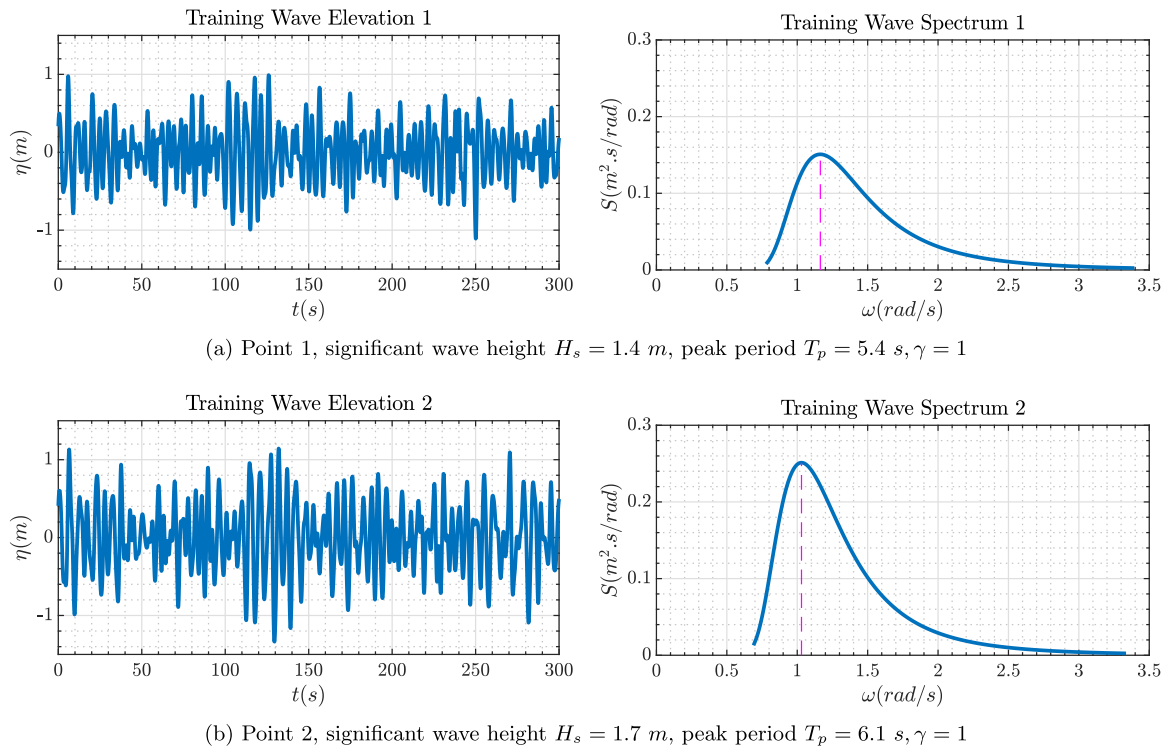 Training Wave Elevation 1
η(m)
1
0
-1
0 50 100 150 200 250 300
t(s)
Training Wave Spectrum 1
S(m².s/rad)
0.3
0.2
0.1
0
0 0.5 1 1.5 2 2.5 3 3.5
ω(rad/s)
(a) Point 1, significant wave height Hₛ = 1.4 m, peak period Tₚ = 5.4 s, γ = 1
Training Wave Elevation 2
η(m)
1
0
-1
0 50 100 150 200 250 300
t(s)
Training Wave Spectrum 2
S(m².s/rad)
0.3
0.2
0.1
0
0 0.5 1 1.5 2 2.5 3 3.5
ω(rad/s)
(b) Point 2, significant wave height Hₛ = 1.7 m, peak period Tₚ = 6.1 s, γ = 1